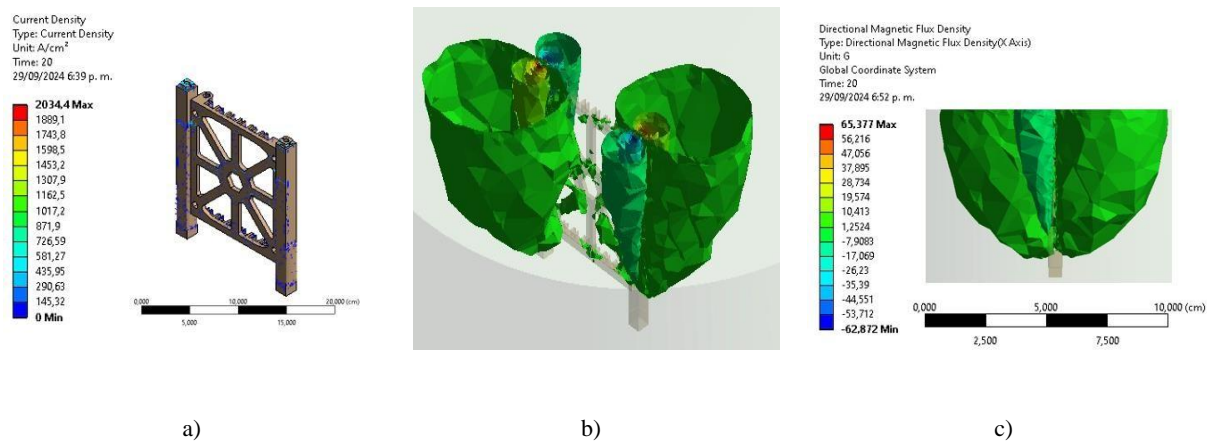 Current Density
Type: Current Density
Unit: A/cm²
Time: 20
29/09/2024 6:39 p. m.
2034,4 Max
1889,1
1743,8
1598,5
1453,2
1307,9
1162,5
1017,2
871,9
726,59
581,27
435,95
290,63
145,32
0 Min
0,000 10,000 20,000 (cm)
5,000 15,000
Directional Magnetic Flux Density
Type: Directional Magnetic Flux Density(X Axis)
Unit: G
Global Coordinate System
Time: 20
29/09/2024 6:52 p. m.
65,377 Max
56,216
47,056
37,895
28,734
19,574
10,413
1,2524
-7,9083
-17,069
-26,23
-35,39
-44,551
-53,712
-62,872 Min
0,000 5,000 10,000 (cm)
2,500 7,500
a) b) c)